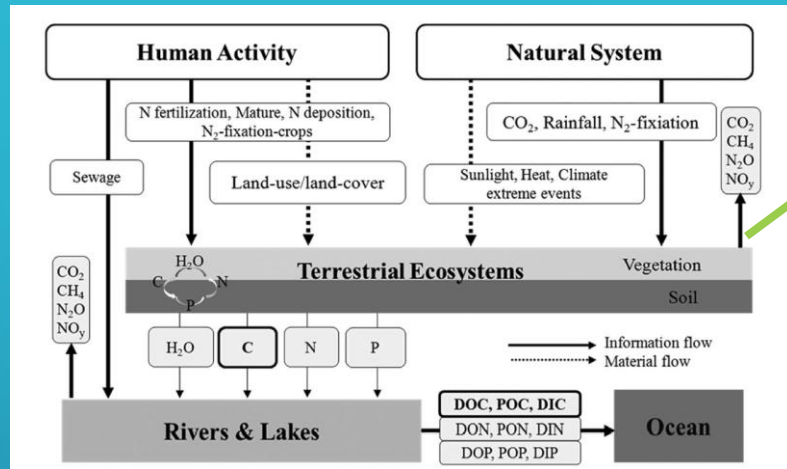 Human Activity
Natural System
N fertilization, Mature, N deposition,
N₂-fixation-crops
CO₂, Rainfall, N₂-fixiation
CO₂
CH₄
N₂O
NOy
Sewage
Land-use/land-cover
Sunlight, Heat, Climate
extreme events
CO₂
CH₄
N₂O
NOy
H₂O
C
N
P
Terrestrial Ecosystems
Vegetation
Soil
H₂O
C
N
P
Information flow
Material flow
Rivers & Lakes
DOC, POC, DIC
DON, PON, DIN
DOP, POP, DIP
Ocean